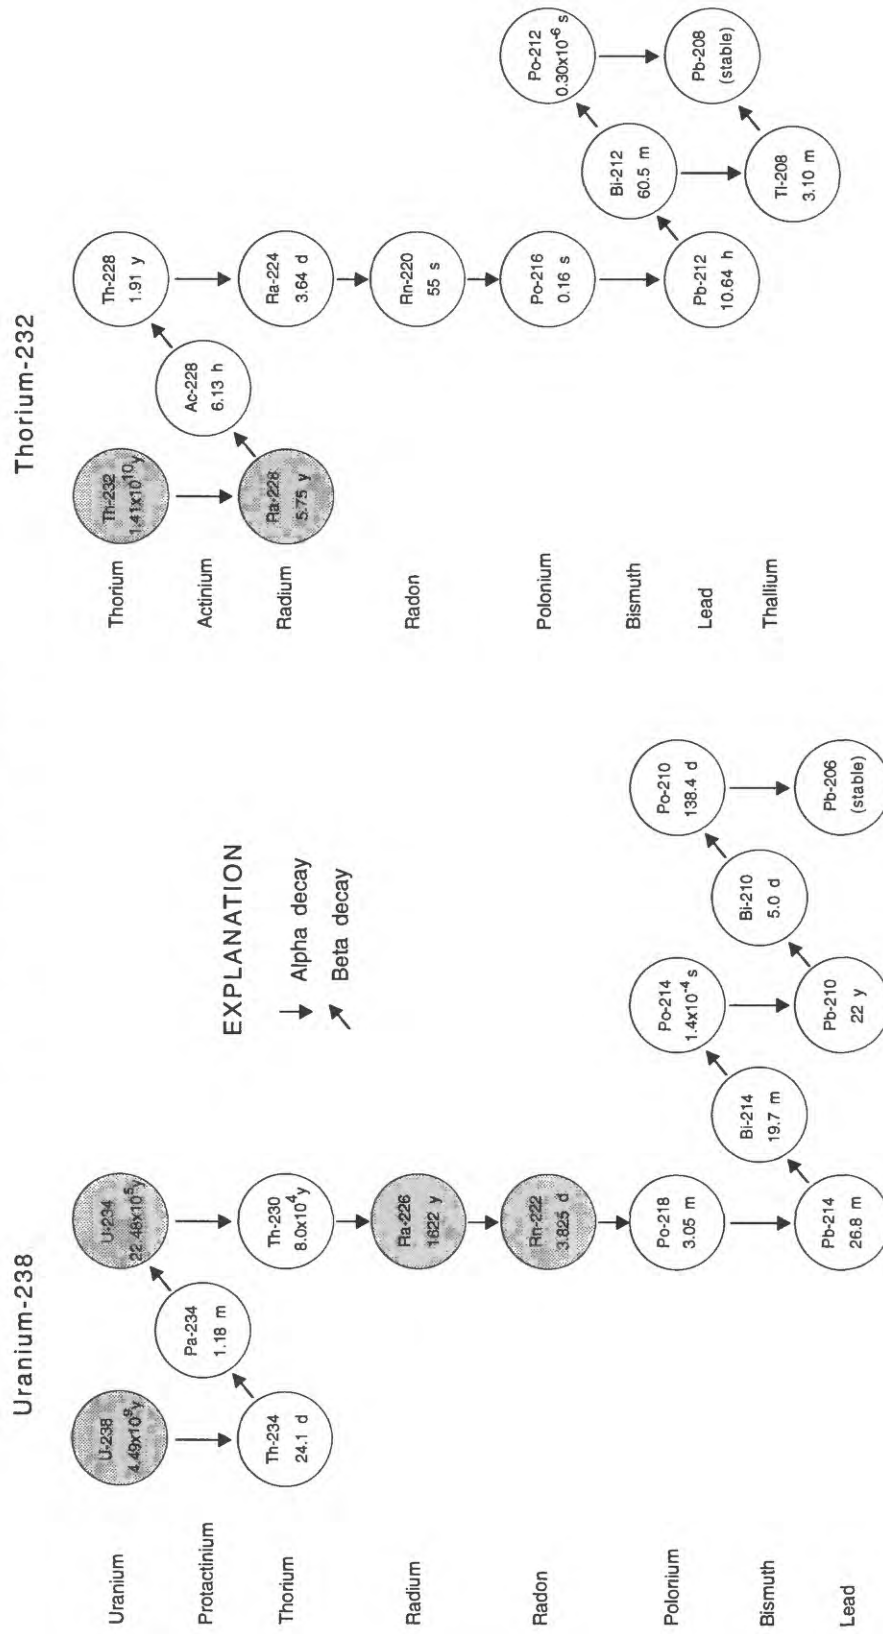 Uranium-238
Uranium
Protactinium
Thorium
Radium
Radon
Polonium
Bismuth
Lead
U-238
4.49x10⁹y
Th-234
24.1 d
Pa-234
1.18 m
U-234
22.48x10⁵y
Th-230
8.0x10⁴y
Ra-226
1622 y
Rn-222
3.825 d
Po-218
3.05 m
Pb-214
26.8 m
Bi-214
19.7 m
Po-214
1.4x10⁻⁴ s
Pb-210
22 y
Bi-210
5.0 d
Po-210
138.4 d
Pb-206
(stable)
EXPLANATION
Alpha decay
Beta decay
Thorium-232
Thorium
Actinium
Radium
Radon
Polonium
Bismuth
Lead
Thallium
Th-232
1.41x10¹⁰y
Ra-228
5.75 y
Ac-228
6.13 h
Th-228
1.91 y
Ra-224
3.64 d
Rn-220
55 s
Po-216
0.16 s
Pb-212
10.64 h
Bi-212
60.5 m
Po-212
0.30x10⁻⁶ s
Tl-208
3.10 m
Pb-208
(stable)